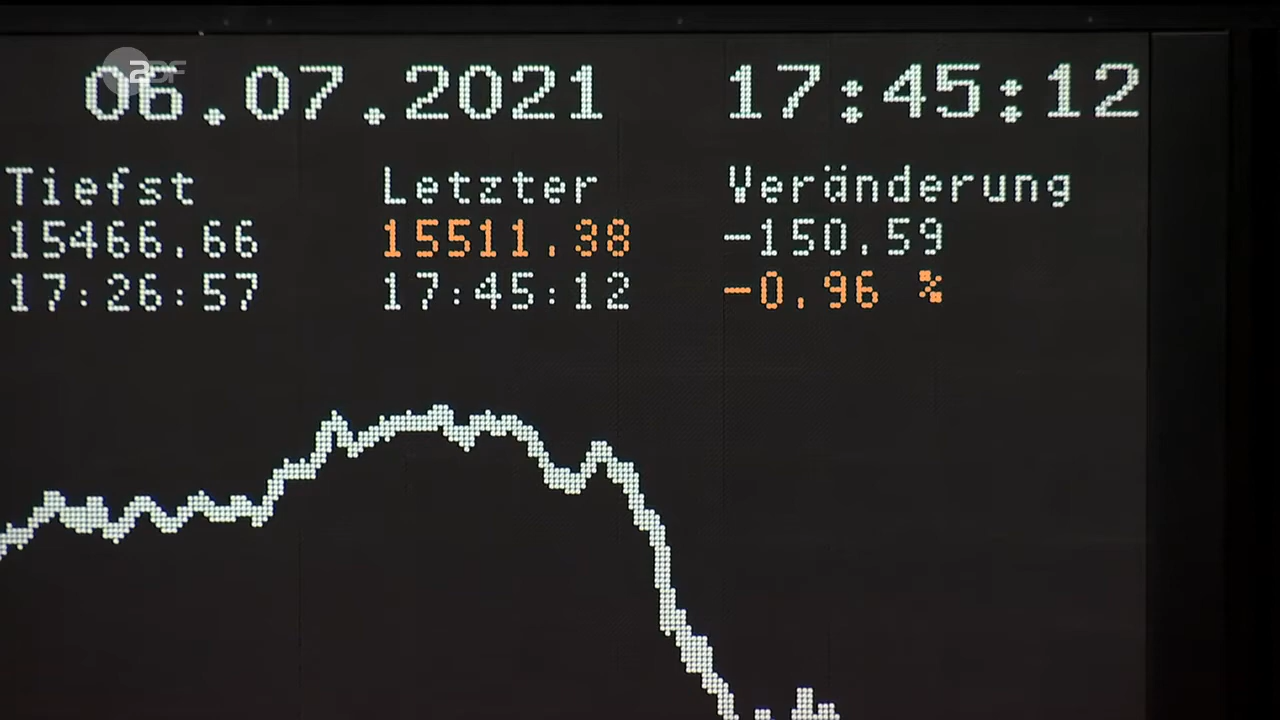 ZDF
06.07.2021 17:45:12
Tiefst Letzter Veränderung
15466.66 15511.38 -150.59
17:26:57 17:45:12 -0.96 %